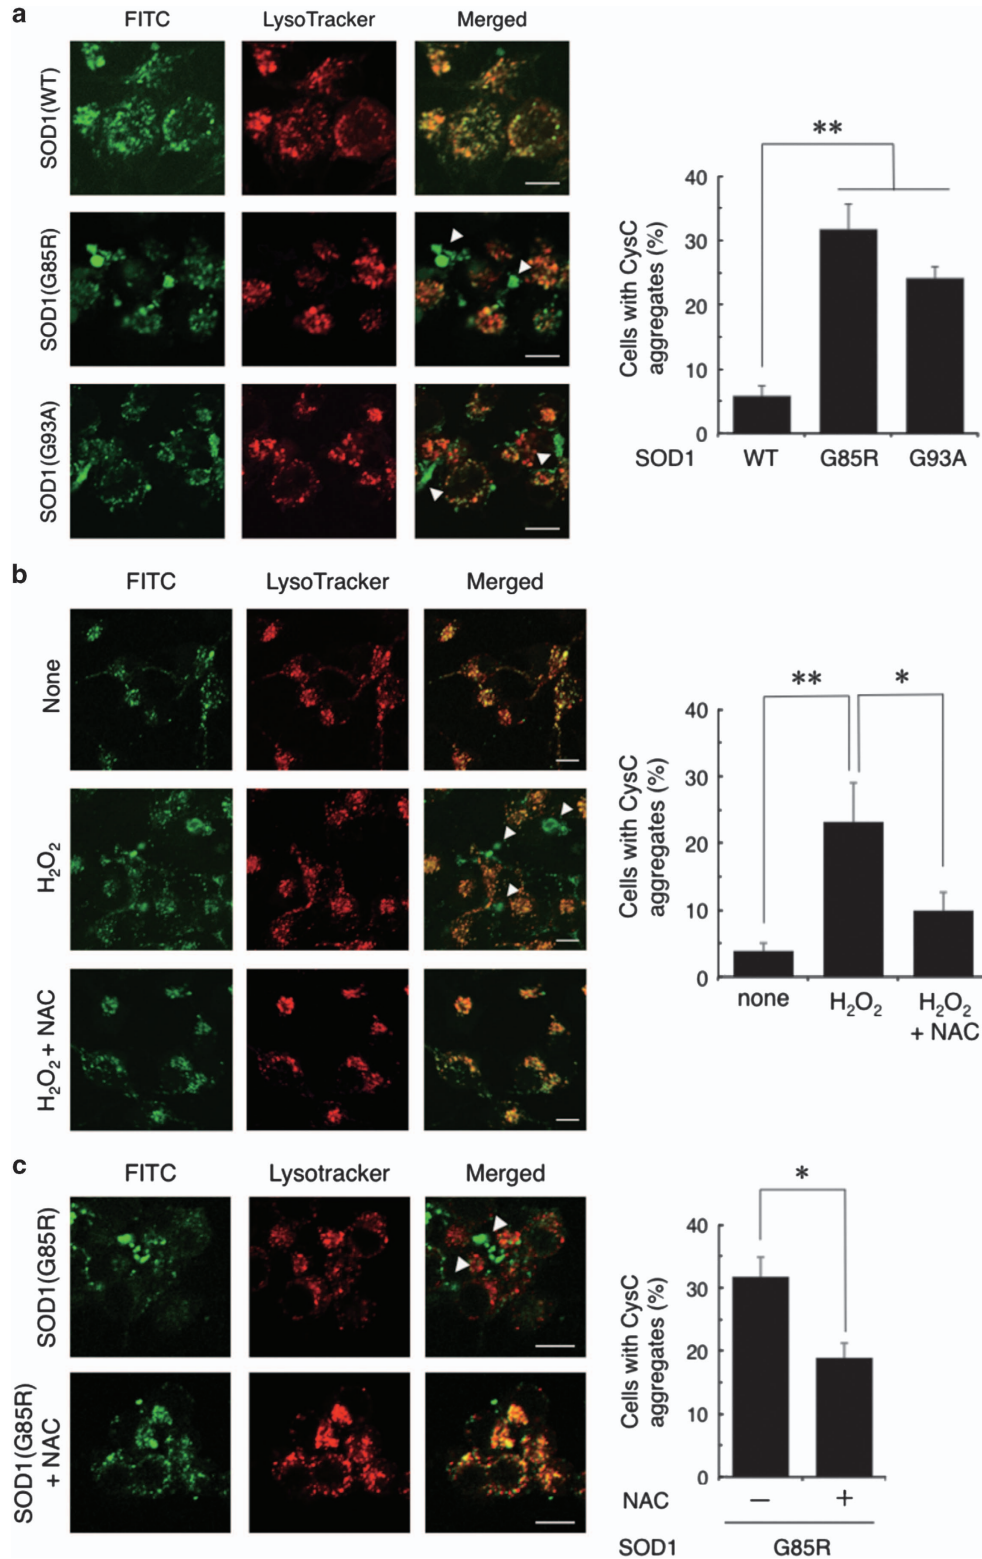 a
FITC LysoTracker Merged
SOD1(WT)
SOD1(G85R)
SOD1(G93A)
**
Cells with CysC
aggregates (%)
40
30
20
10
0
SOD1 WT G85R G93A
b
FITC LysoTracker Merged
None
H₂O₂
H₂O₂ + NAC
** *
Cells with CysC
aggregates (%)
40
30
20
10
0
none H₂O₂ H₂O₂
+ NAC
c
FITC Lysotracker Merged
SOD1(G85R)
SOD1(G85R)
+ NAC
*
Cells with CysC
aggregates (%)
40
30
20
10
0
NAC — +
SOD1 G85R